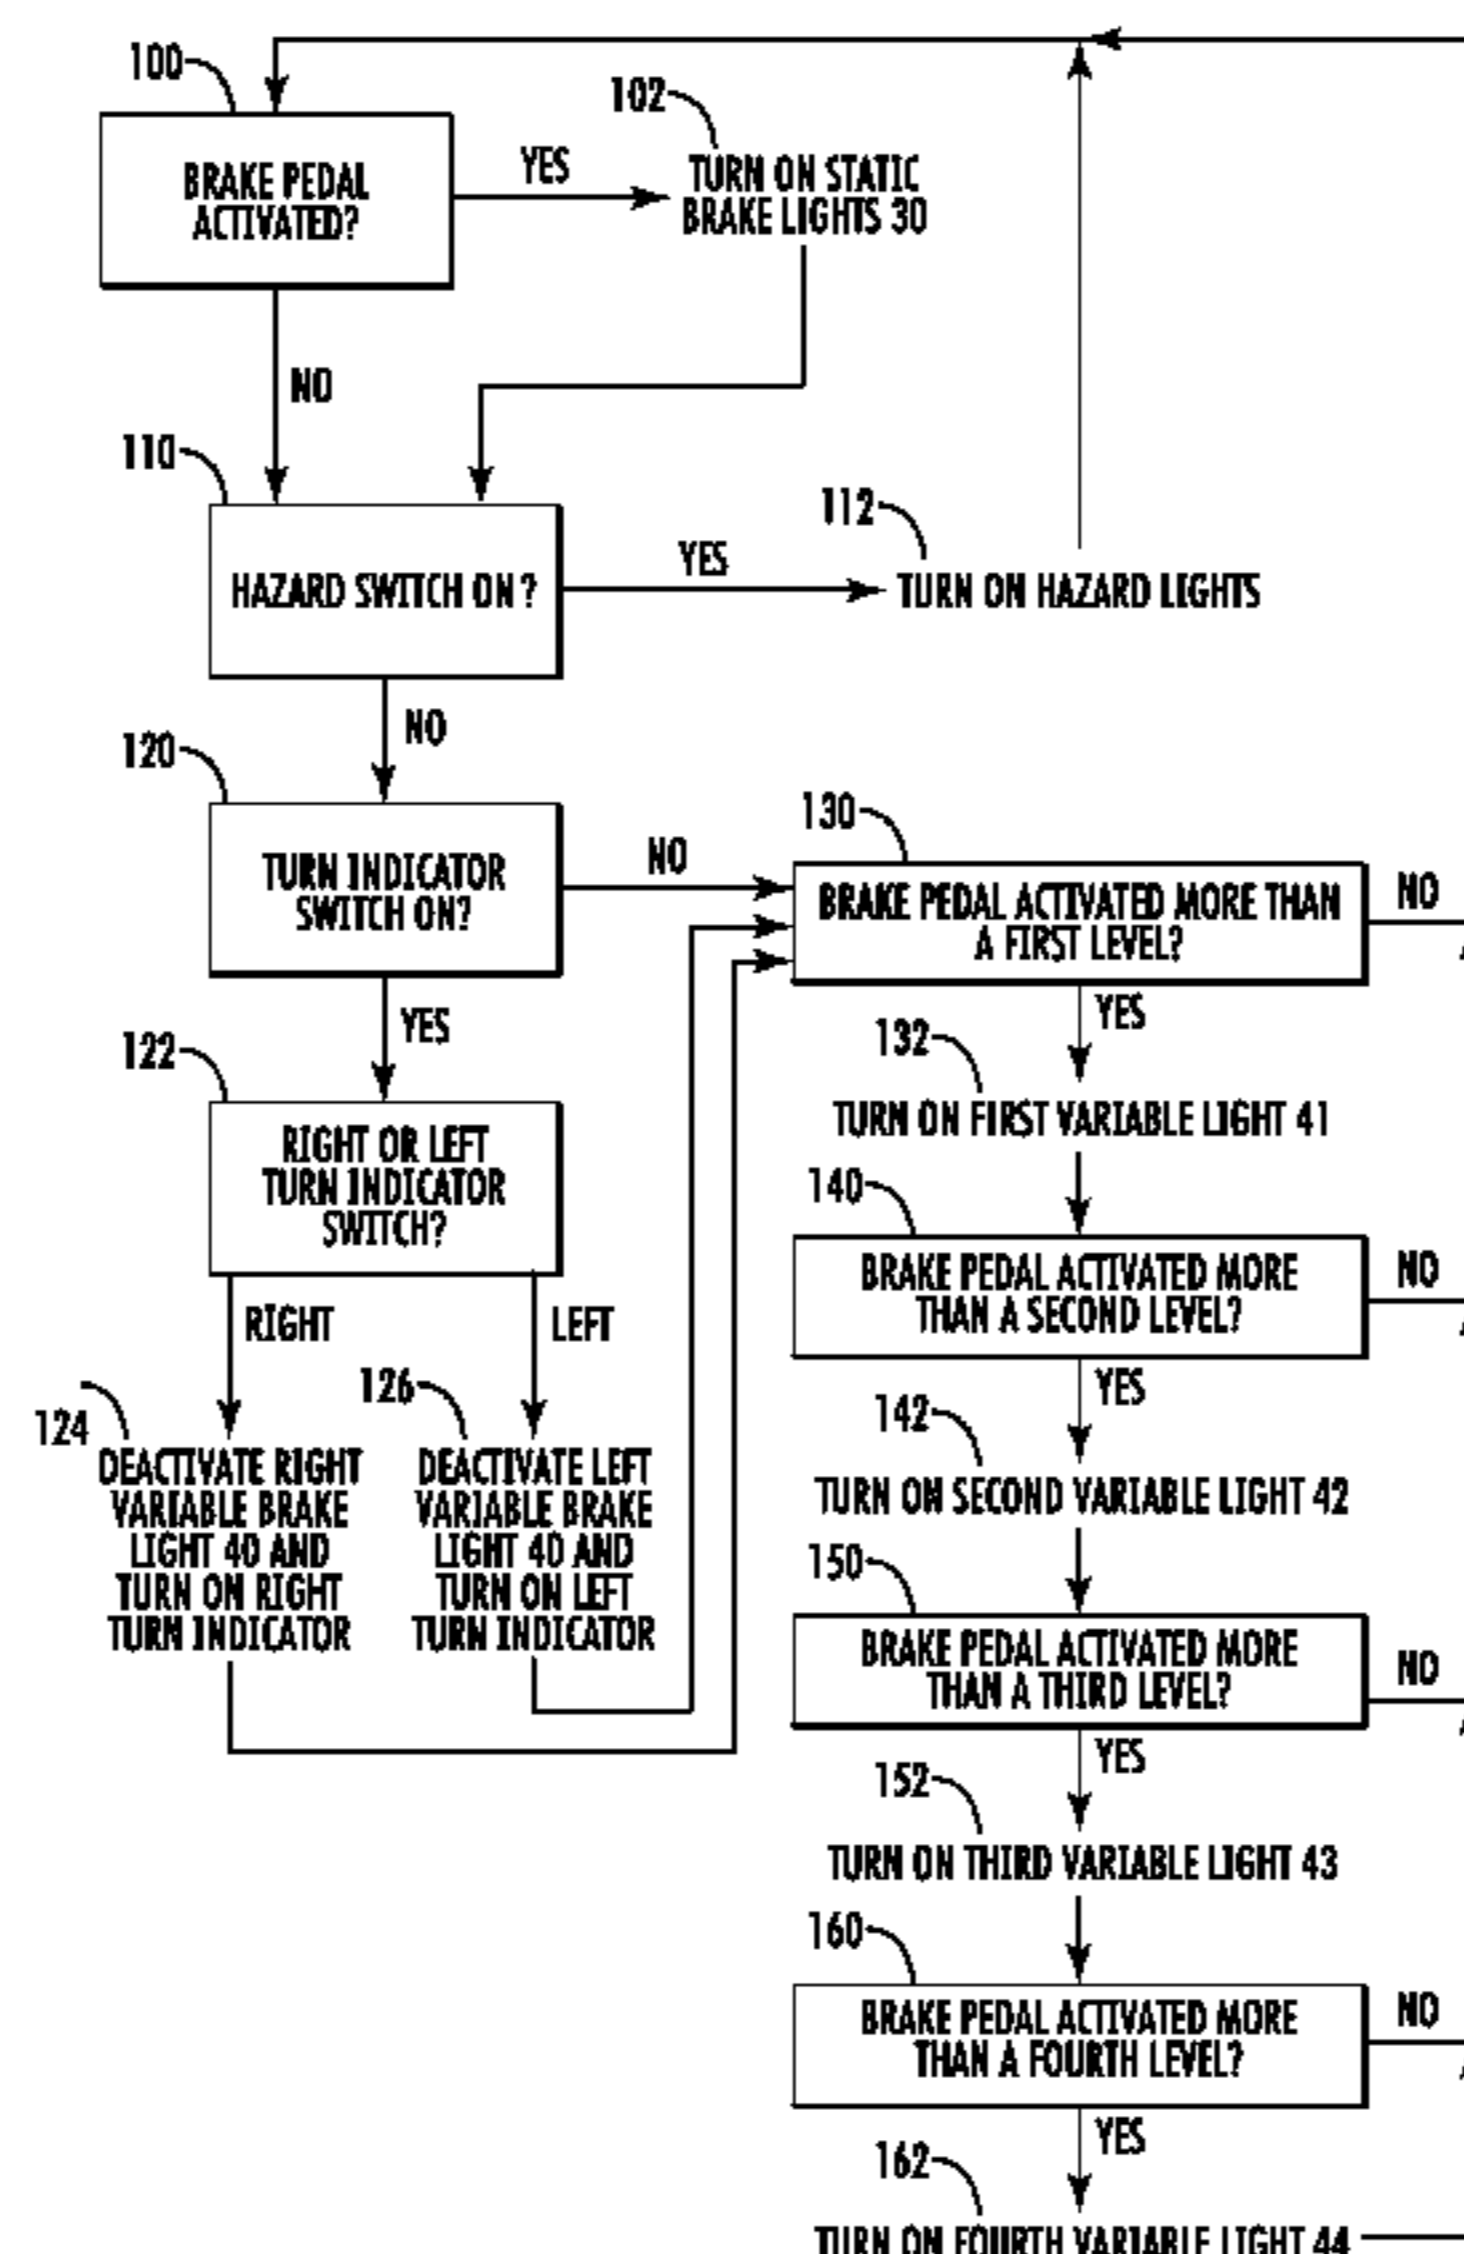 100
102
BRAKE PEDAL
ACTIVATED?
YES
TURN ON STATIC
BRAKE LIGHTS 30
NO
110
112
HAZARD SWITCH ON?
YES
TURN ON HAZARD LIGHTS
NO
120
TURN INDICATOR
SWITCH ON?
NO
130
BRAKE PEDAL ACTIVATED MORE THAN
A FIRST LEVEL?
NO
YES
YES
122
RIGHT OR LEFT
TURN INDICATOR
SWITCH?
132
TURN ON FIRST VARIABLE LIGHT 41
140
BRAKE PEDAL ACTIVATED MORE
THAN A SECOND LEVEL?
NO
RIGHT
LEFT
124
DEACTIVATE RIGHT
VARIABLE BRAKE
LIGHT 40 AND
TURN ON RIGHT
TURN INDICATOR
126
DEACTIVATE LEFT
VARIABLE BRAKE
LIGHT 40 AND
TURN ON LEFT
TURN INDICATOR
YES
142
TURN ON SECOND VARIABLE LIGHT 42
150
BRAKE PEDAL ACTIVATED MORE
THAN A THIRD LEVEL?
NO
YES
152
TURN ON THIRD VARIABLE LIGHT 43
160
BRAKE PEDAL ACTIVATED MORE
THAN A FOURTH LEVEL?
NO
YES
162
TURN ON FOURTH VARIABLE LIGHT 44